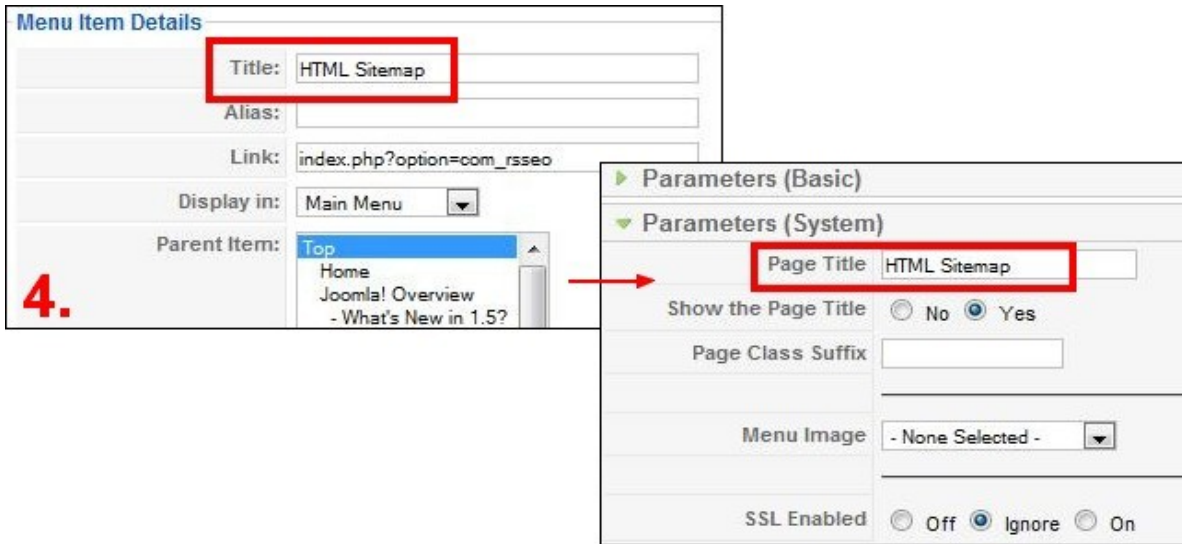 Menu Item Details
Title: HTML Sitemap
Alias:
Link: index.php?option=com_rsseo
Display in: Main Menu
Parent Item: Top
Home
Joomla! Overview
- What's New in 1.5?
4.
Parameters (Basic)
Parameters (System)
Page Title HTML Sitemap
Show the Page Title No Yes
Page Class Suffix
Menu Image - None Selected -
SSL Enabled Off Ignore On